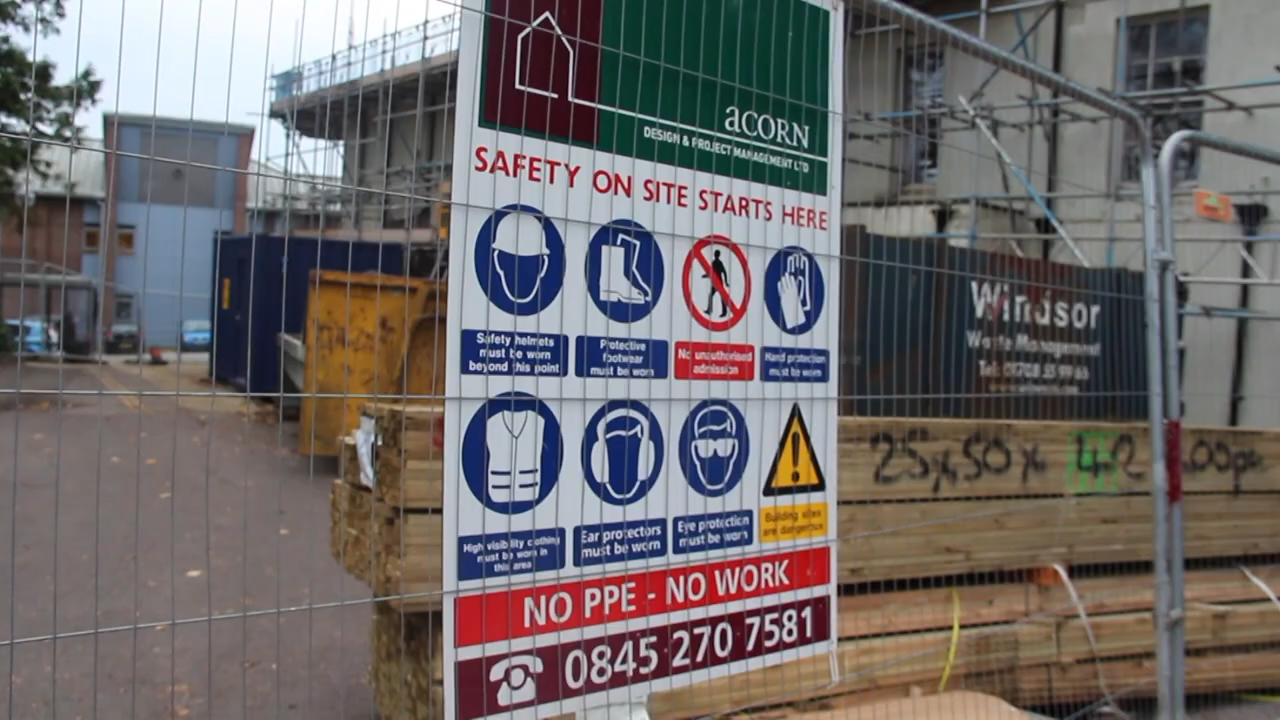 acorn
DESIGN & PROJECT MANAGEMENT LTD
SAFETY ON SITE STARTS HERE
Safety helmets
must be worn
beyond this point
Protective
footwear
must be worn
No unauthorised
admission
Hand protection
must be worn
High visibility clothing
must be worn in
this area
Ear protectors
must be worn
Eye protection
must be worn
Building sites
are dangerous
NO PPE - NO WORK
0845 270 7581
Windsor
Waste Management
Tel:
25x50x 4.2